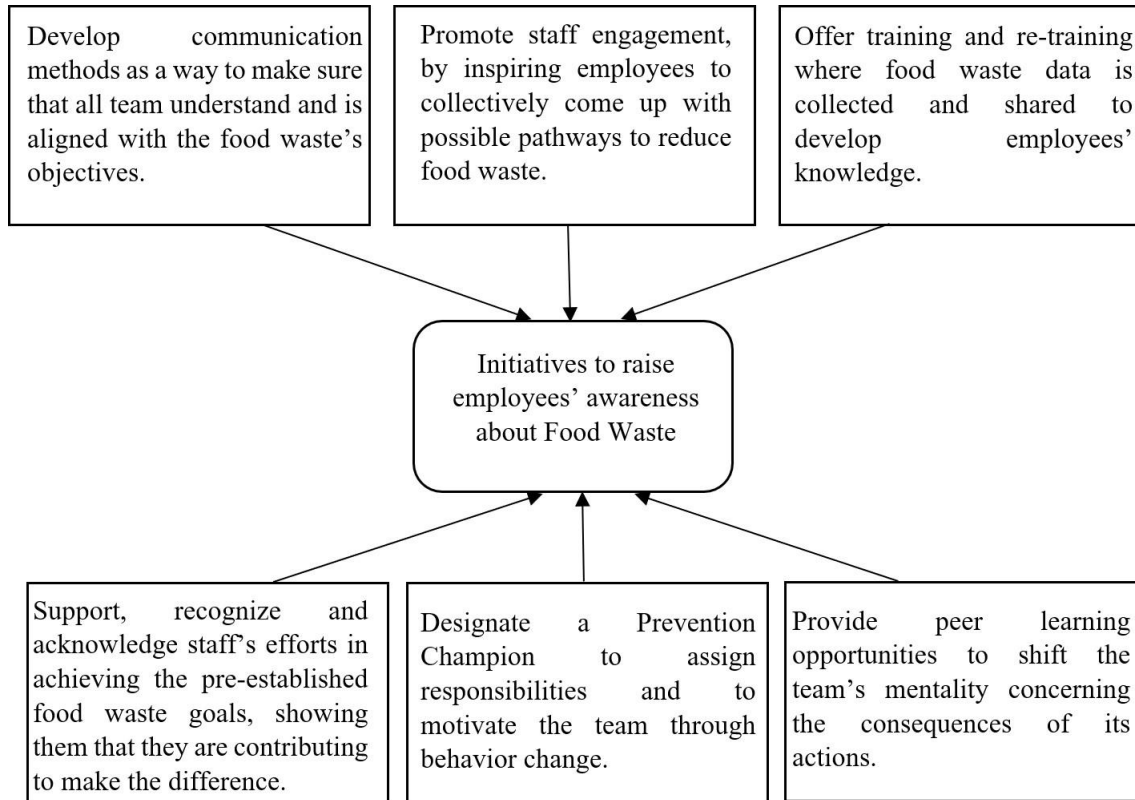 Develop communication
methods as a way to make sure
that all team understand and is
aligned with the food waste's
objectives.
Promote staff engagement,
by inspiring employees to
collectively come up with
possible pathways to reduce
food waste.
Offer training and re-training
where food waste data is
collected and shared to
develop employees’
knowledge.
Initiatives to raise
employees’ awareness
about Food Waste
Support, recognize and
acknowledge staff’s efforts in
achieving the pre-established
food waste goals, showing
them that they are contributing
to make the difference.
Designate a Prevention
Champion to assign
responsibilities and to
motivate the team through
behavior change.
Provide peer learning
opportunities to shift the
team’s mentality concerning
the consequences of its
actions.